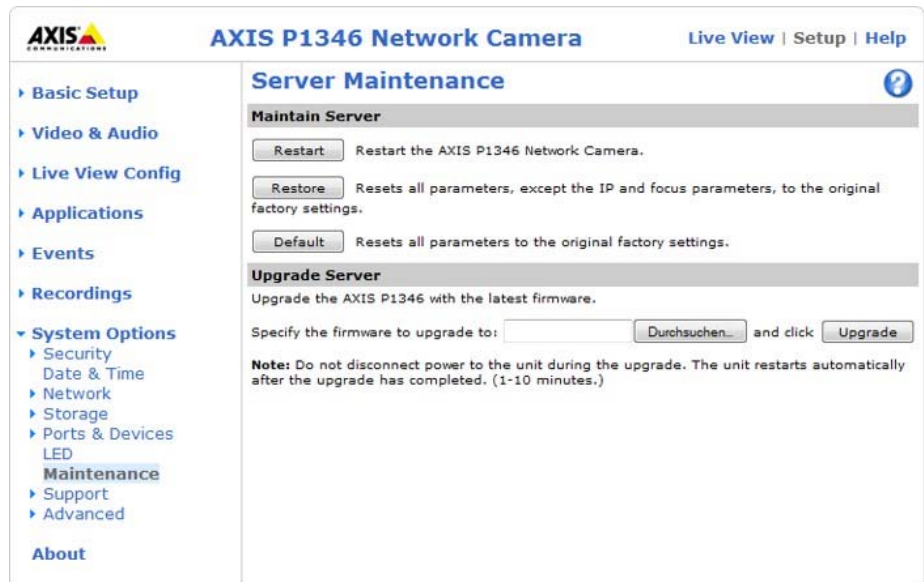 AXIS COMMUNICATIONS
AXIS P1346 Network Camera
Live View | Setup | Help
Basic Setup
Video & Audio
Live View Config
Applications
Events
Recordings
System Options
Security
Date & Time
Network
Storage
Ports & Devices
LED
Maintenance
Support
Advanced
About
Server Maintenance
?
Maintain Server
Restart Restart the AXIS P1346 Network Camera.
Restore Resets all parameters, except the IP and focus parameters, to the original
factory settings.
Default Resets all parameters to the original factory settings.
Upgrade Server
Upgrade the AXIS P1346 with the latest firmware.
Specify the firmware to upgrade to: Durchsuchen... and click Upgrade
Note: Do not disconnect power to the unit during the upgrade. The unit restarts automatically
after the upgrade has completed. (1-10 minutes.)